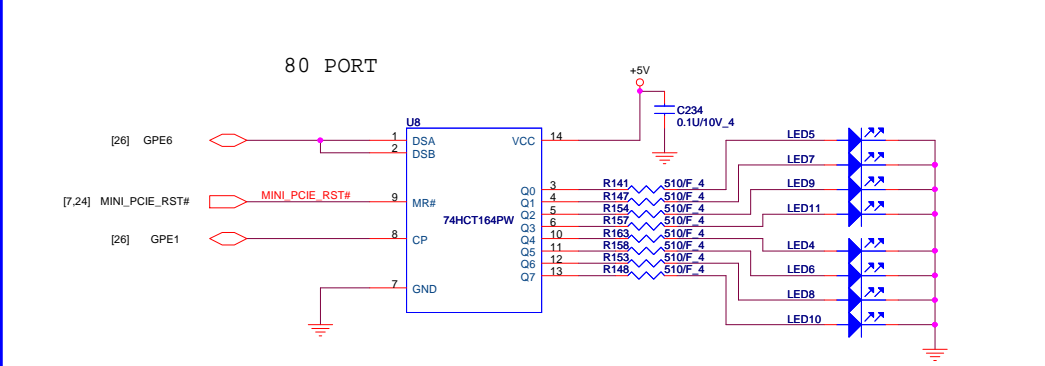 80 PORT
+5V
C234
0.1U/10V_4
U8
[26] GPE6
1 DSA
2 DSB
VCC 14
[7,24] MINI_PCIE_RST#
MINI_PCIE_RST#
9 MR#
[26] GPE1
8 CP
7 GND
74HCT164PW
Q0 3 R141 510/F_4
Q1 4 R147 510/F_4
Q2 5 R154 510/F_4
Q3 6 R157 510/F_4
Q4 10 R163 510/F_4
Q5 11 R158 510/F_4
Q6 12 R153 510/F_4
Q7 13 R148 510/F_4
LED5
LED7
LED9
LED11
LED4
LED6
LED8
LED10